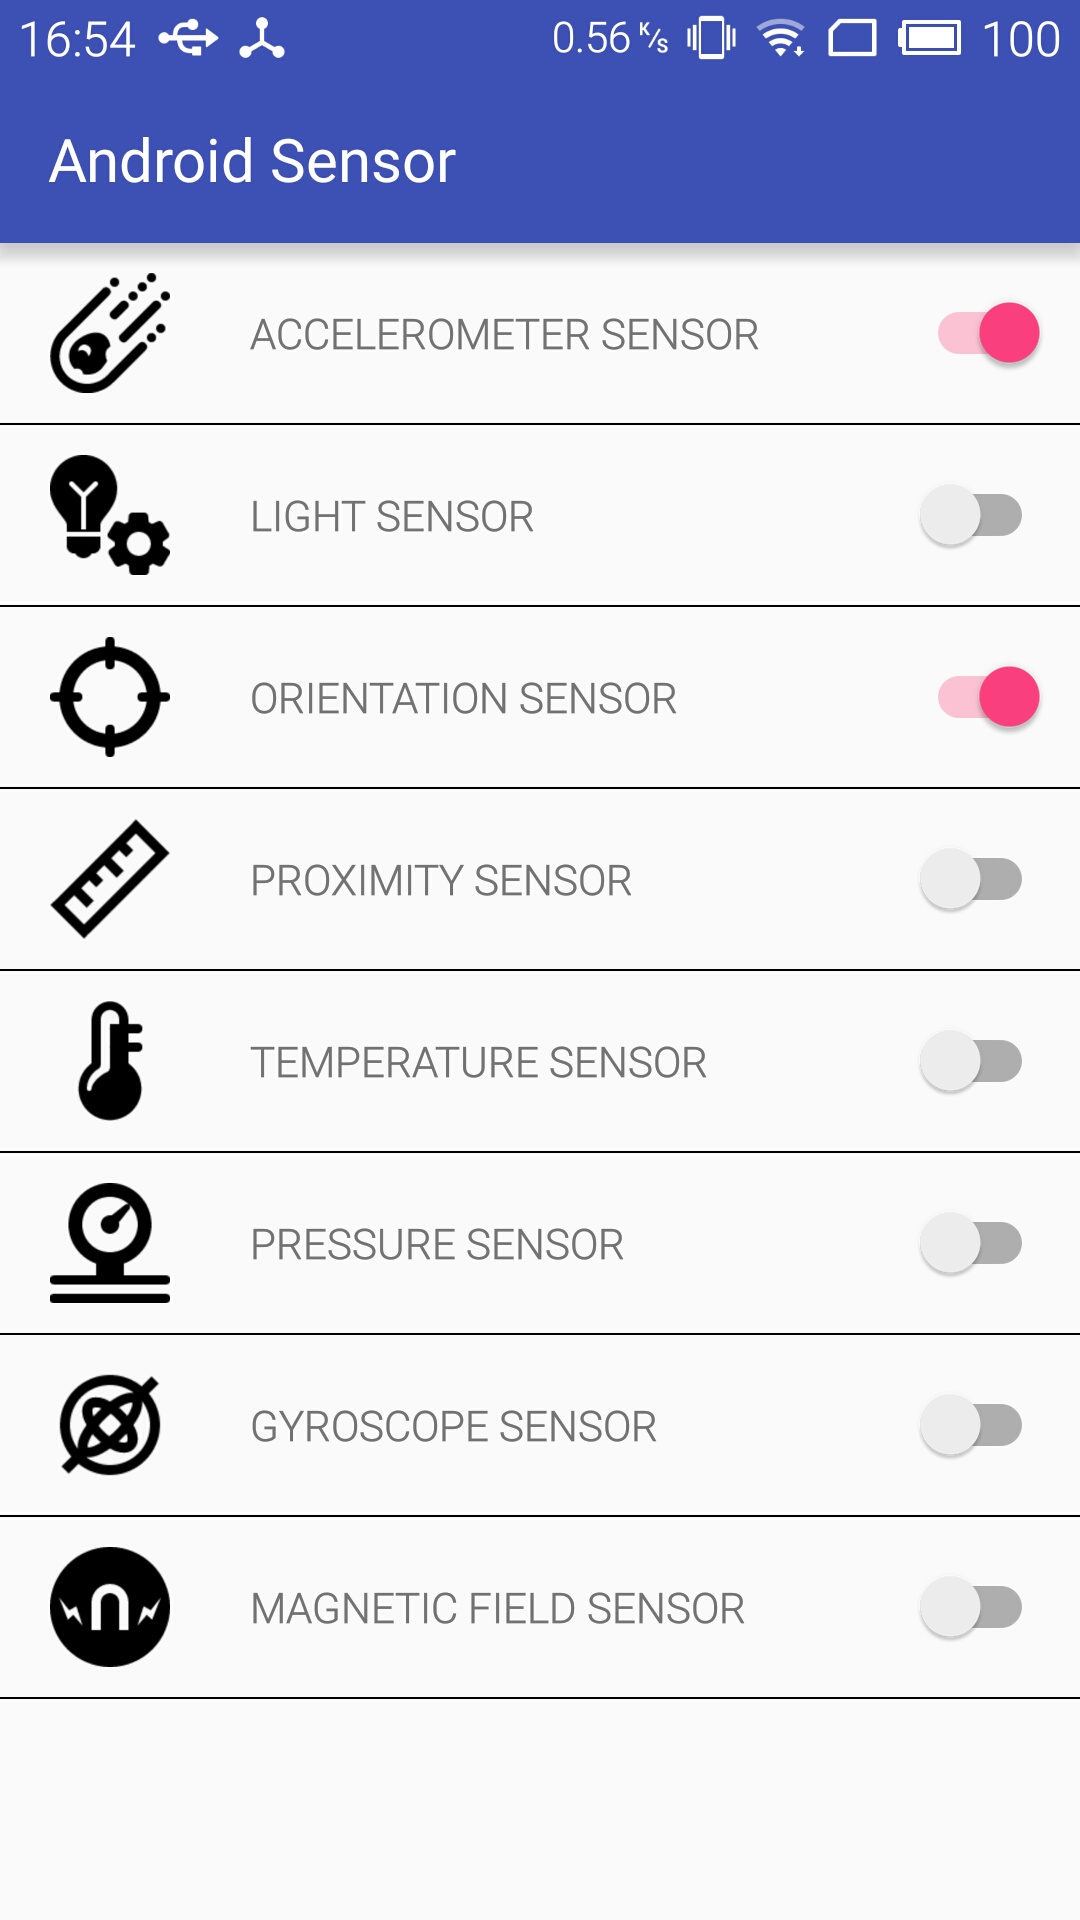 16:54 0.56 K/s 100
Android Sensor
ACCELEROMETER SENSOR
LIGHT SENSOR
ORIENTATION SENSOR
PROXIMITY SENSOR
TEMPERATURE SENSOR
PRESSURE SENSOR
GYROSCOPE SENSOR
MAGNETIC FIELD SENSOR